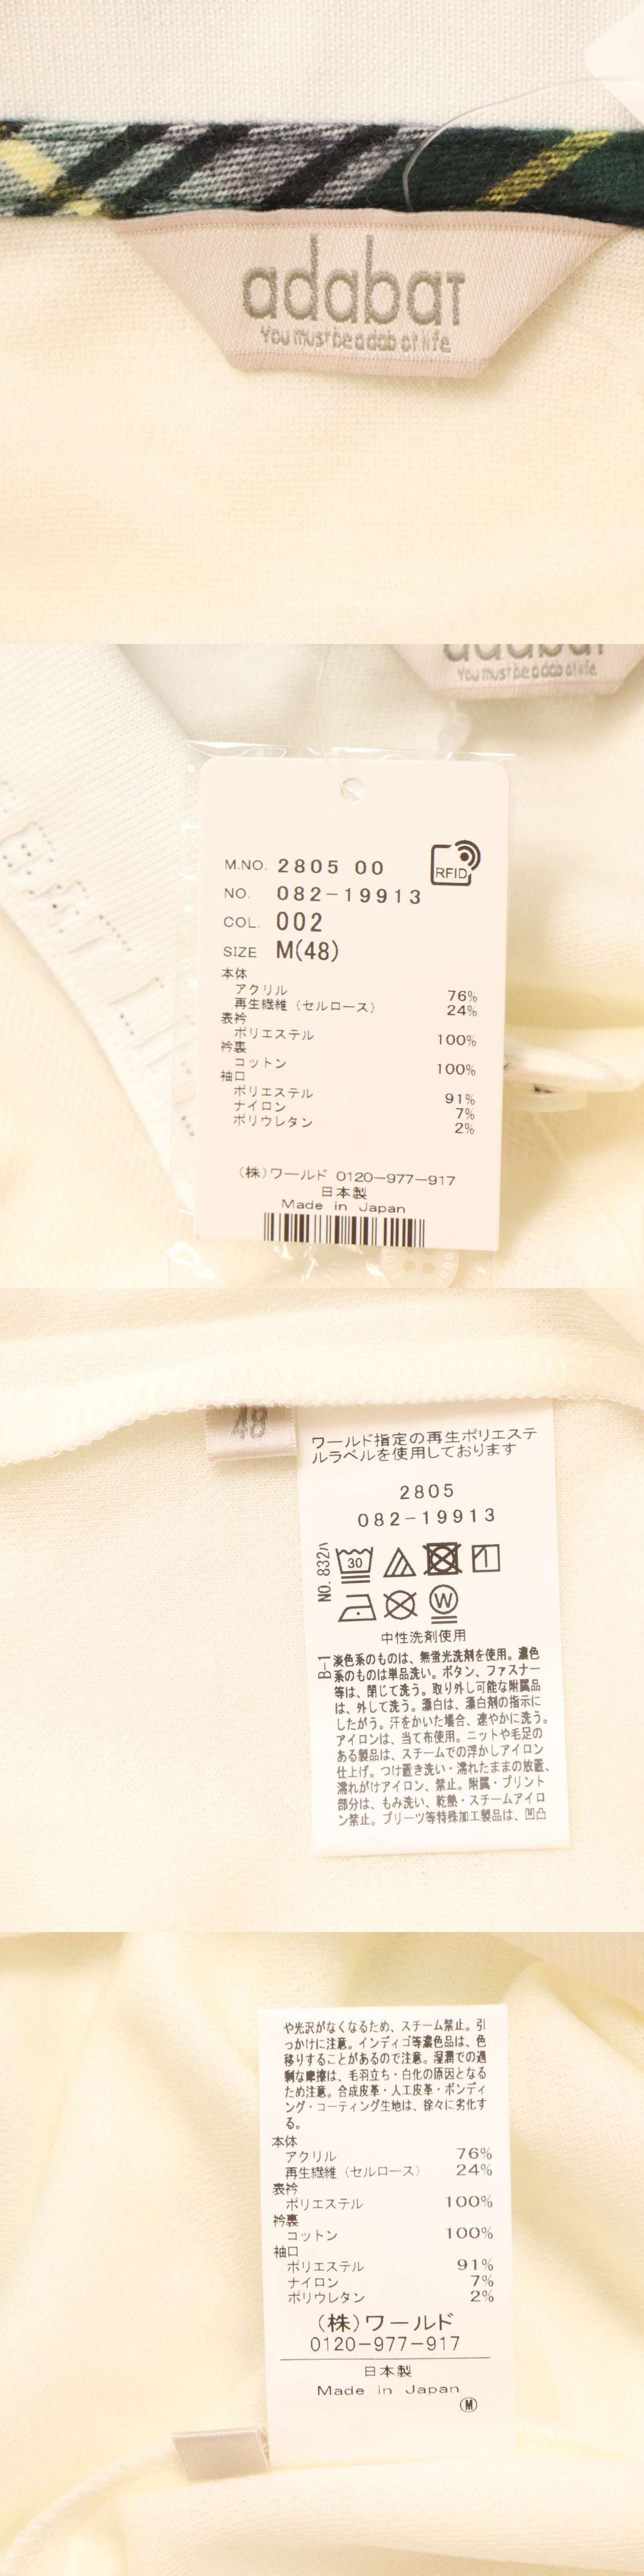 adabat
You must be a dab at life
adabat
You must be a dab at life
M.NO. 2805 00
RFID
NO. 082-19913
COL. 002
SIZE M(48)
本体
アクリル 76%
再生繊維（セルロース） 24%
表衿
ポリエステル 100%
衿裏
コットン 100%
袖口
ポリエステル 91%
ナイロン 7%
ポリウレタン 2%
（株）ワールド 0120-977-917
日本製
Made in Japan
48
ワールド指定の再生ポリエステ
ルラベルを使用しております
2805
082-19913
NO. 832ハ
30
W
中性洗剤使用
B-1
淡色系のものは、無蛍光洗剤を使用。濃色
系のものは単品洗い。ボタン、ファスナー
等は、閉じて洗う。取り外し可能な附属品
は、外して洗う。漂白は、漂白剤の指示に
したがう。汗をかいた場合、速やかに洗う。
アイロンは、当て布使用。ニットや毛足の
ある製品は、スチームでの浮かしアイロン
仕上げ。つけ置き洗い・濡れたままの放置、
濡れがけアイロン、禁止。附属・プリント
部分は、もみ洗い、乾熱・スチームアイロ
ン禁止。プリーツ等特殊加工製品は、凹凸
や光沢がなくなるため、スチーム禁止。引
っかけに注意。インディゴ等濃色品は、色
移りすることがあるので注意。湿潤での過
剰な摩擦は、毛羽立ち・白化の原因となる
ため注意。合成皮革・人工皮革・ボンディ
ング・コーティング生地は、徐々に劣化す
る。
本体
アクリル 76%
再生繊維（セルロース） 24%
表衿
ポリエステル 100%
衿裏
コットン 100%
袖口
ポリエステル 91%
ナイロン 7%
ポリウレタン 2%
（株）ワールド
0120-977-917
日本製
Made in Japan
Ⓜ